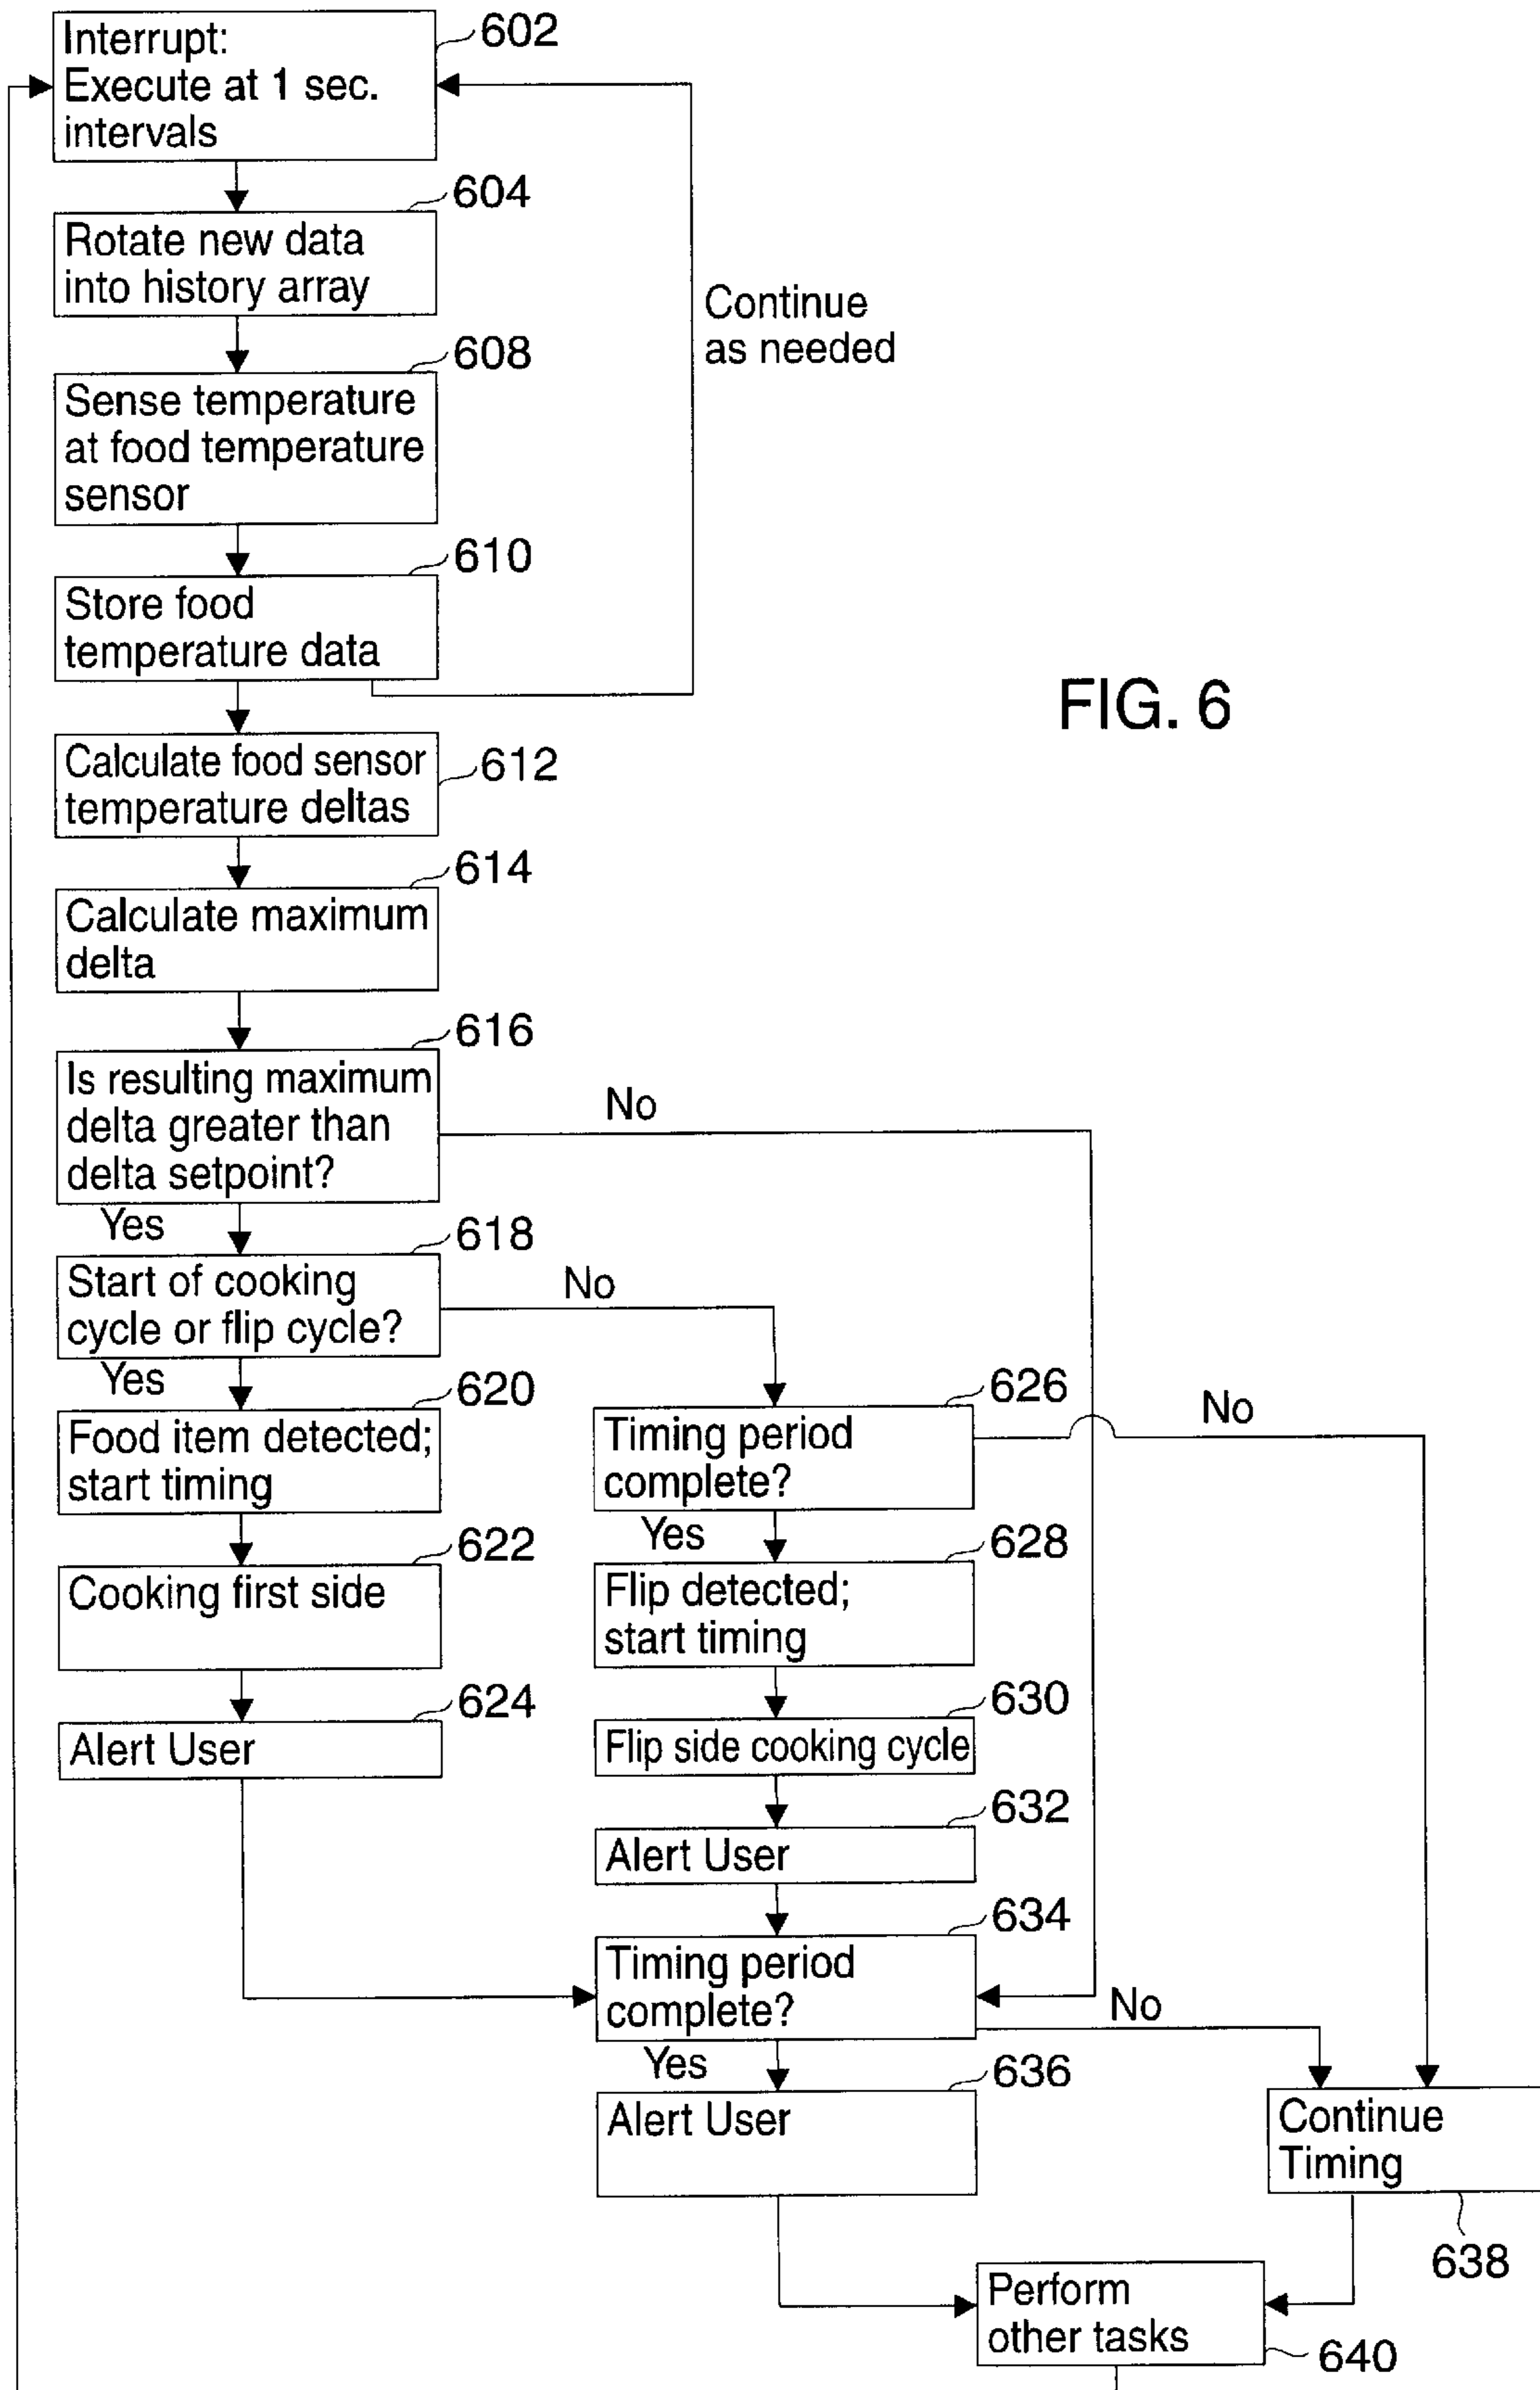 Interrupt:
Execute at 1 sec.
intervals
602
Rotate new data
into history array
604
Continue
as needed
Sense temperature
at food temperature
sensor
608
Store food
temperature data
610
FIG. 6
Calculate food sensor
temperature deltas
612
Calculate maximum
delta
614
Is resulting maximum
delta greater than
delta setpoint?
616
No
Yes
Start of cooking
cycle or flip cycle?
618
No
Yes
Food item detected;
start timing
620
Timing period
complete?
626
No
Yes
Cooking first side
622
Flip detected;
start timing
628
Alert User
624
Flip side cooking cycle
630
Alert User
632
Timing period
complete?
634
No
Yes
Alert User
636
Continue
Timing
638
Perform
other tasks
640